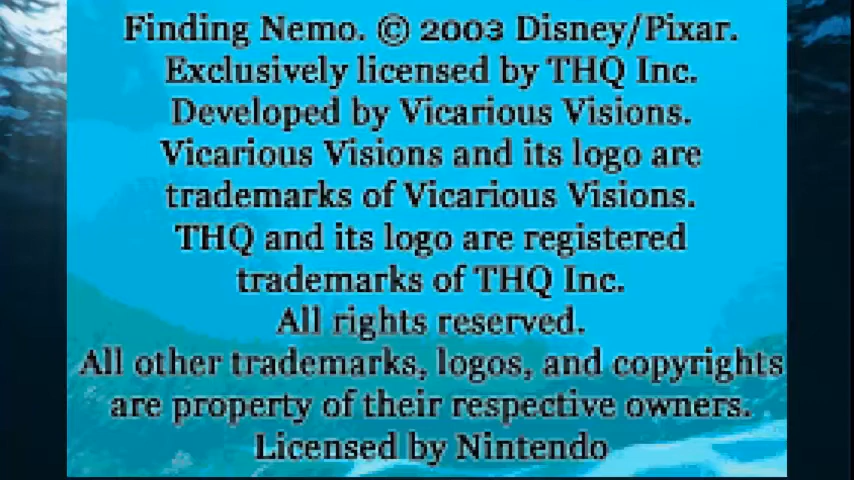 Finding Nemo. © 2003 Disney/Pixar.
Exclusively licensed by THQ Inc.
Developed by Vicarious Visions.
Vicarious Visions and its logo are
trademarks of Vicarious Visions.
THQ and its logo are registered
trademarks of THQ Inc.
All rights reserved.
All other trademarks, logos, and copyrights
are property of their respective owners.
Licensed by Nintendo